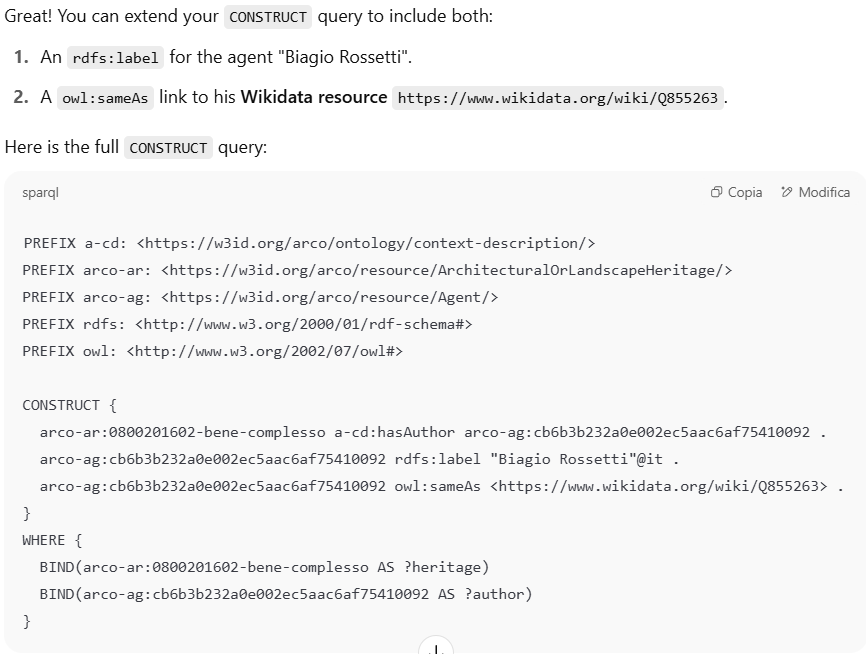 Great! You can extend your CONSTRUCT query to include both:
1. An rdfs:label for the agent "Biagio Rossetti".
2. A owl:sameAs link to his Wikidata resource https://www.wikidata.org/wiki/Q855263 .
Here is the full CONSTRUCT query:
sparql
Copia
Modifica
PREFIX a-cd: <https://w3id.org/arco/ontology/context-description/>
PREFIX arco-ar: <https://w3id.org/arco/resource/ArchitecturalOrLandscapeHeritage/>
PREFIX arco-ag: <https://w3id.org/arco/resource/Agent/>
PREFIX rdfs: <http://www.w3.org/2000/01/rdf-schema#>
PREFIX owl: <http://www.w3.org/2002/07/owl#>
CONSTRUCT {
arco-ar:0800201602-bene-complesso a-cd:hasAuthor arco-ag:cb6b3b232a0e002ec5aac6af75410092 .
arco-ag:cb6b3b232a0e002ec5aac6af75410092 rdfs:label "Biagio Rossetti"@it .
arco-ag:cb6b3b232a0e002ec5aac6af75410092 owl:sameAs <https://www.wikidata.org/wiki/Q855263> .
}
WHERE {
BIND(arco-ar:0800201602-bene-complesso AS ?heritage)
BIND(arco-ag:cb6b3b232a0e002ec5aac6af75410092 AS ?author)
}